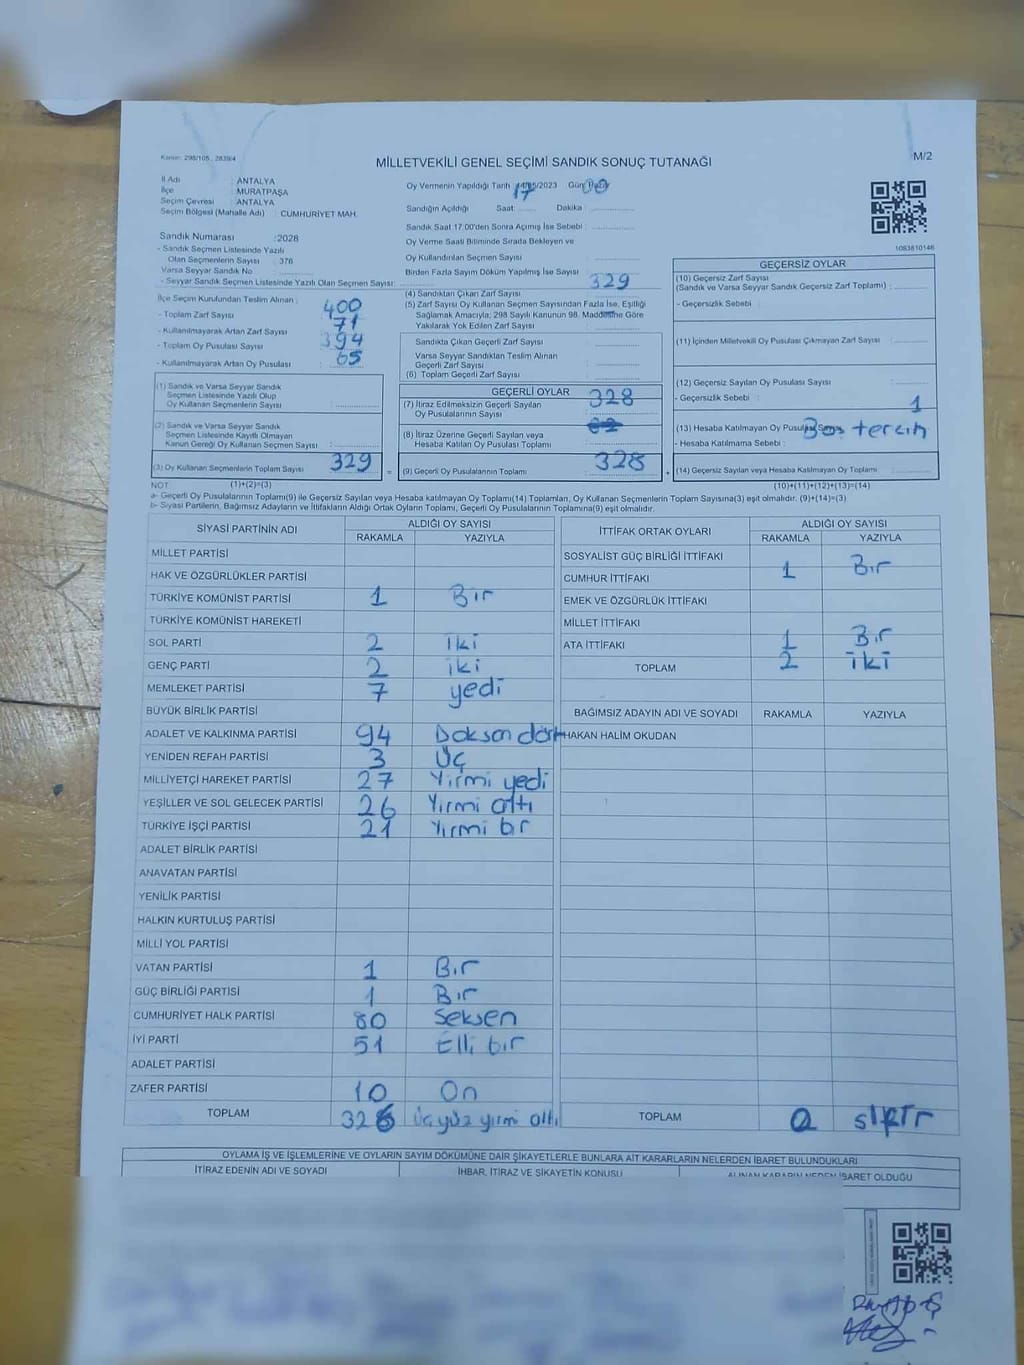 Kanun: 298/105, 2839/4
MİLLETVEKİLİ GENEL SEÇİMİ SANDIK SONUÇ TUTANAĞI
M/2
İl Adı : ANTALYA
İlçe : MURATPAŞA
Seçim Çevresi : ANTALYA
Seçim Bölgesi (Mahalle Adı) : CUMHURİYET MAH.
Sandık Numarası : 2028
- Sandık Seçmen Listesinde Yazılı
Olan Seçmenlerin Sayısı : 376
Varsa Seyyar Sandık No
- Seyyar Sandık Seçmen Listesinde Yazılı Olan Seçmen Sayısı:
İlçe Seçim Kurulundan Teslim Alınan :
- Toplam Zarf Sayısı 400
- Kullanılmayarak Artan Zarf Sayısı 71
- Toplam Oy Pusulası Sayısı 394
- Kullanılmayarak Artan Oy Pusulası 65
Oy Vermenin Yapıldığı Tarih : 14/05/2023 Gün : Pazar
Sandığın Açıldığı Saat: 17 Dakika : 00
Sandık Saat 17.00'den Sonra Açımış İse Sebebi :
Oy Verme Saati Bitiminde Sırada Bekleyen ve
Oy Kullandırılan Seçmen Sayısı
Birden Fazla Sayım Döküm Yapılmış İse Sayısı
(4) Sandıktan Çıkan Zarf Sayısı 329
(5) Zarf Sayısı Oy Kullanan Seçmen Sayısından Fazla İse, Eşitliği
Sağlamak Amacıyla; 298 Sayılı Kanunun 98. Maddesine Göre
Yakılarak Yok Edilen Zarf Sayısı
Sandıkta Çıkan Geçerli Zarf Sayısı
Varsa Seyyar Sandıktan Teslim Alınan
Geçerli Zarf Sayısı
(6) Toplam Geçerli Zarf Sayısı
1083810146
(1) Sandık ve Varsa Seyyar Sandık
Seçmen Listesinde Yazılı Olup
Oy Kullanan Seçmenlerin Sayısı
(2) Sandık ve Varsa Seyyar Sandık
Seçmen Listesinde Kayıtlı Olmayan
Kanun Gereği Oy Kullanan Seçmen Sayısı
(3) Oy Kullanan Seçmenlerin Toplam Sayısı 329
GEÇERLİ OYLAR
(7) İtiraz Edilmeksizin Geçerli Sayılan
Oy Pusulalarının Sayısı 328
(8) İtiraz Üzerine Geçerli Sayılan veya
Hesaba Katılan Oy Pusulası Toplamı
(9) Geçerli Oy Pusulalarının Toplamı 328
GEÇERSİZ OYLAR
(10) Geçersiz Zarf Sayısı
(Sandık ve Varsa Seyyar Sandık Geçersiz Zarf Toplamı)
- Geçersizlik Sebebi :
(11) İçinden Milletvekili Oy Pusulası Çıkmayan Zarf Sayısı
(12) Geçersiz Sayılan Oy Pusulası Sayısı
- Geçersizlik Sebebi : 1
(13) Hesaba Katılmayan Oy Pusulası Sayısı Boş tercih
- Hesaba Katılmama Sebebi :
(14) Geçersiz Sayılan veya Hesaba Katılmayan Oy Toplamı
NOT: (1)+(2)=(3)
(10)+(11)+(12)+(13)=(14)
a- Geçerli Oy Pusulalarının Toplamı(9) ile Geçersiz Sayılan veya Hesaba katılmayan Oy Toplamı(14) Toplamları, Oy Kullanan Seçmenlerin Toplam Sayısına(3) eşit olmalıdır. (9)+(14)=(3)
b- Siyasi Partinin, Bağımsız Adayların ve İttifakların Aldığı Ortak Oyların Toplamı, Geçerli Oy Pusulalarının Toplamına(9) eşit olmalıdır.
SİYASİ PARTİNİN ADI ALDIĞI OY SAYISI
RAKAMLA YAZIYLA
MİLLET PARTİSİ
HAK VE ÖZGÜRLÜKLER PARTİSİ
TÜRKİYE KOMÜNİST PARTİSİ 1 Bir
TÜRKİYE KOMÜNİST HAREKETİ
SOL PARTİ 2 İki
GENÇ PARTİ 2 iki
MEMLEKET PARTİSİ 7 yedi
BÜYÜK BİRLİK PARTİSİ
ADALET VE KALKINMA PARTİSİ 94 Doksan dört
YENİDEN REFAH PARTİSİ 3 Üç
MİLLİYETÇİ HAREKET PARTİSİ 27 Yirmi yedi
YEŞİLLER VE SOL GELECEK PARTİSİ 26 Yirmi altı
TÜRKİYE İŞÇİ PARTİSİ 21 Yirmi bir
ADALET BİRLİK PARTİSİ
ANAVATAN PARTİSİ
YENİLİK PARTİSİ
HALKIN KURTULUŞ PARTİSİ
MİLLİ YOL PARTİSİ
VATAN PARTİSİ 1 Bir
GÜÇ BİRLİĞİ PARTİSİ 1 Bir
CUMHURİYET HALK PARTİSİ 80 Seksen
İYİ PARTİ 51 Elli bir
ADALET PARTİSİ
ZAFER PARTİSİ 10 On
TOPLAM 326 Üçyüz yirmi altı
İTTİFAK ORTAK OYLARI ALDIĞI OY SAYISI
RAKAMLA YAZIYLA
SOSYALİST GÜÇ BİRLİĞİ İTTİFAKI
CUMHUR İTTİFAKI 1 Bir
EMEK VE ÖZGÜRLÜK İTTİFAKI
MİLLET İTTİFAKI
ATA İTTİFAKI 1 Bir
TOPLAM 2 iki
BAĞIMSIZ ADAYIN ADI VE SOYADI RAKAMLA YAZIYLA
HAKAN HALİM OKUDAN
TOPLAM 0 sıfır
OYLAMA İŞ VE İŞLEMLERİNE VE OYLARIN SAYIM DÖKÜMÜNE DAİR ŞİKAYETLERLE BUNLARA AİT KARARLARIN NELERDEN İBARET BULUNDUKLARI
İTİRAZ EDENİN ADI VE SOYADI İHBAR, İTİRAZ VE ŞİKAYETİN KONUSU ALINAN KARARIN NEDEN İBARET OLDUĞU